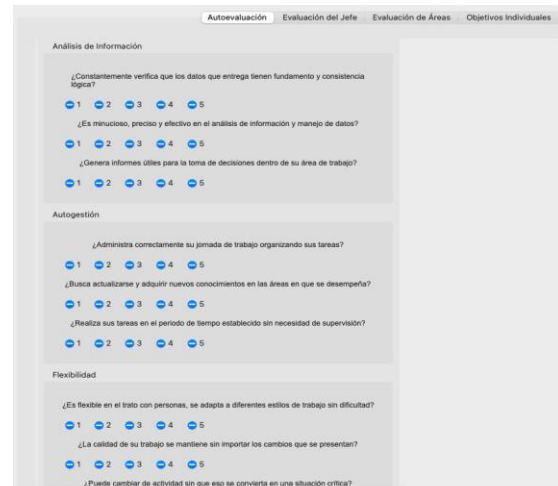 Autoevaluación Evaluación del Jefe Evaluación de Áreas Objetivos Individuales
Análisis de Información
¿Constantemente verifica que los datos que entrega tienen fundamento y consistencia
lógica?
1 2 3 4 5
¿Es minucioso, preciso y efectivo en el análisis de información y manejo de datos?
1 2 3 4 5
¿Genera informes útiles para la toma de decisiones dentro de su área de trabajo?
1 2 3 4 5
Autogestión
¿Administra correctamente su jornada de trabajo organizando sus tareas?
1 2 3 4 5
¿Busca actualizarse y adquirir nuevos conocimientos en las áreas en que se desempeña?
1 2 3 4 5
¿Realiza sus tareas en el periodo de tiempo establecido sin necesidad de supervisión?
1 2 3 4 5
Flexibilidad
¿Es flexible en el trato con personas, se adapta a diferentes estilos de trabajo sin dificultad?
1 2 3 4 5
¿La calidad de su trabajo se mantiene sin importar los cambios que se presentan?
1 2 3 4 5
¿Puede cambiar de actividad sin que eso se convierta en una situación crítica?